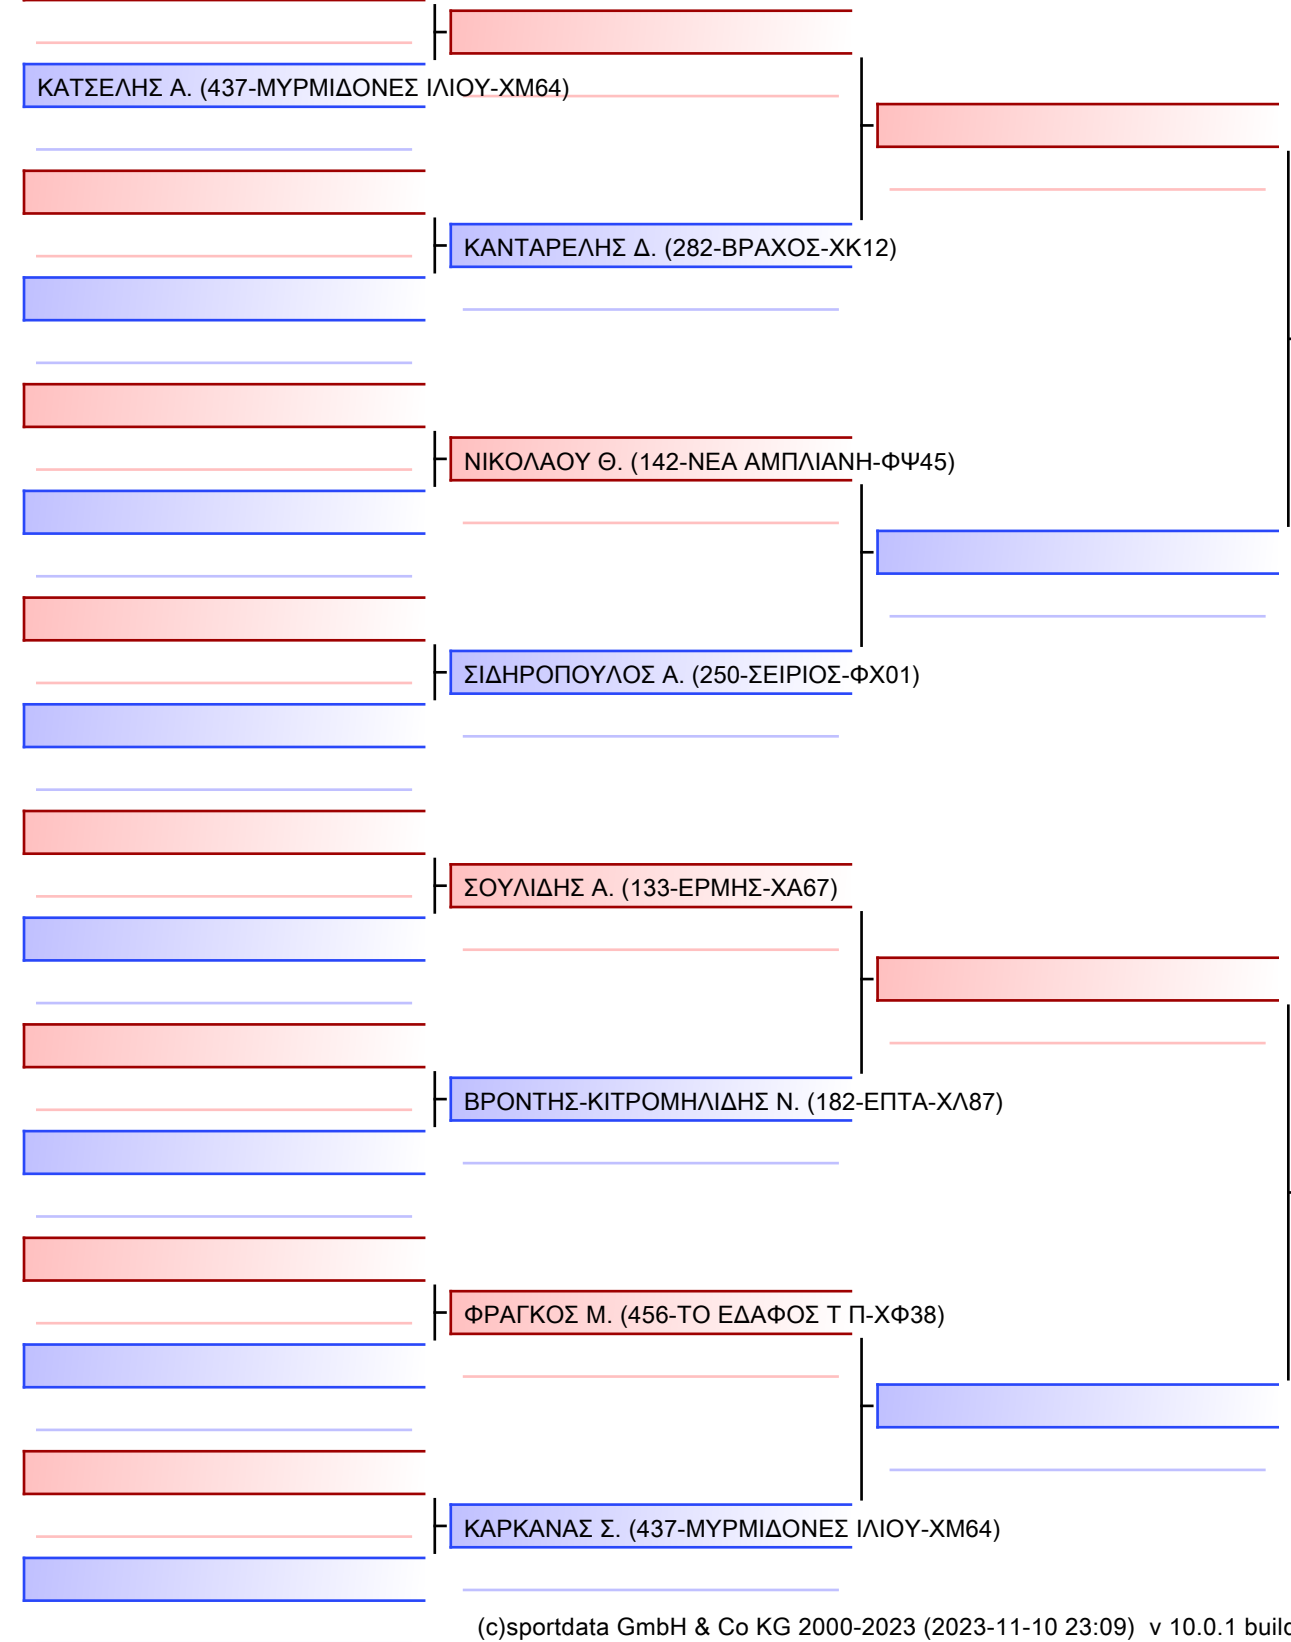 ΚΑΤΣΕΛΗΣ Α. (437-ΜΥΡΜΙΔΟΝΕΣ ΙΛΙΟΥ-ΧΜ64)
ΚΑΝΤΑΡΕΛΗΣ Δ. (282-ΒΡΑΧΟΣ-ΧΚ12)
ΝΙΚΟΛΑΟΥ Θ. (142-ΝΕΑ ΑΜΠΛΙΑΝΗ-ΦΨ45)
ΣΙΔΗΡΟΠΟΥΛΟΣ Α. (250-ΣΕΙΡΙΟΣ-ΦΧ01)
ΣΟΥΛΙΔΗΣ Α. (133-ΕΡΜΗΣ-ΧΑ67)
ΒΡΟΝΤΗΣ-ΚΙΤΡΟΜΗΛΙΔΗΣ Ν. (182-ΕΠΤΑ-ΧΛ87)
ΦΡΑΓΚΟΣ Μ. (456-ΤΟ ΕΔΑΦΟΣ Τ Π-ΧΦ38)
ΚΑΡΚΑΝΑΣ Σ. (437-ΜΥΡΜΙΔΟΝΕΣ ΙΛΙΟΥ-ΧΜ64)
(c)sportdata GmbH & Co KG 2000-2023 (2023-11-10 23:09) v 10.0.1